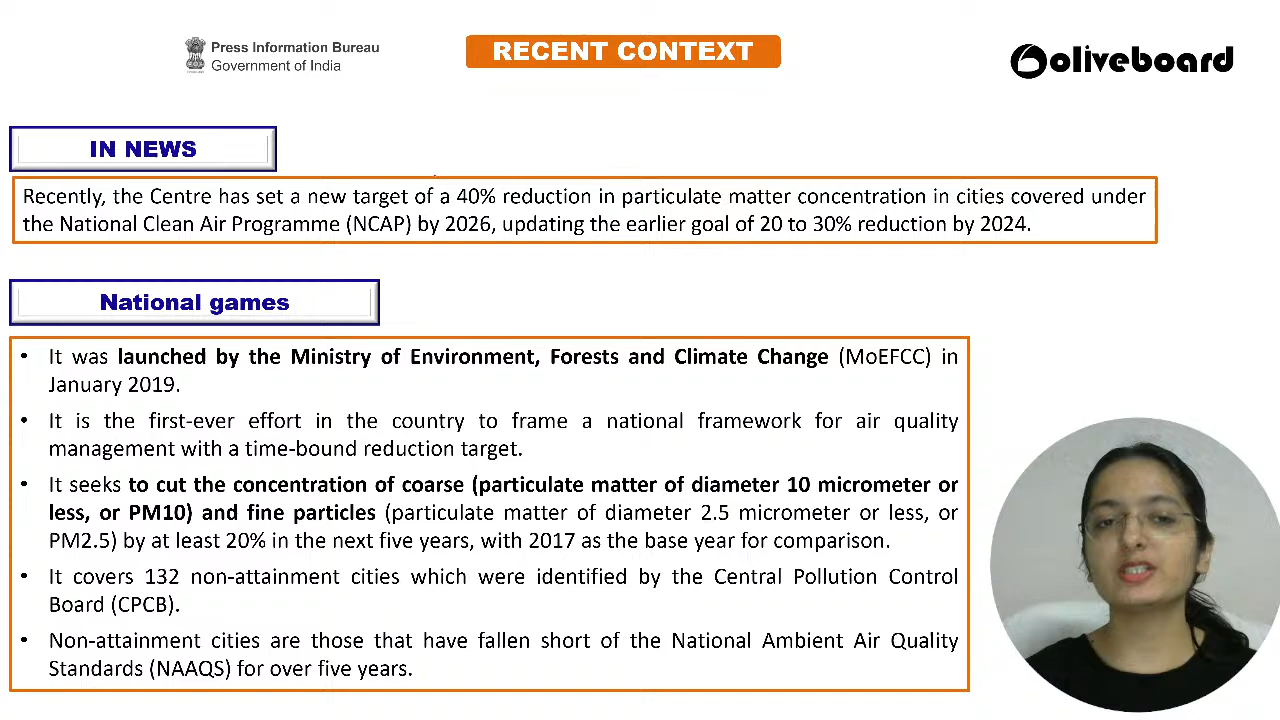 Press Information Bureau
Government of India
RECENT CONTEXT
oliveboard
IN NEWS
Recently, the Centre has set a new target of a 40% reduction in particulate matter concentration in cities covered under
the National Clean Air Programme (NCAP) by 2026, updating the earlier goal of 20 to 30% reduction by 2024.
National games
• It was launched by the Ministry of Environment, Forests and Climate Change (MoEFCC) in
January 2019.
• It is the first-ever effort in the country to frame a national framework for air quality
management with a time-bound reduction target.
• It seeks to cut the concentration of coarse (particulate matter of diameter 10 micrometer or
less, or PM10) and fine particles (particulate matter of diameter 2.5 micrometer or less, or
PM2.5) by at least 20% in the next five years, with 2017 as the base year for comparison.
• It covers 132 non-attainment cities which were identified by the Central Pollution Control
Board (CPCB).
• Non-attainment cities are those that have fallen short of the National Ambient Air Quality
Standards (NAAQS) for over five years.